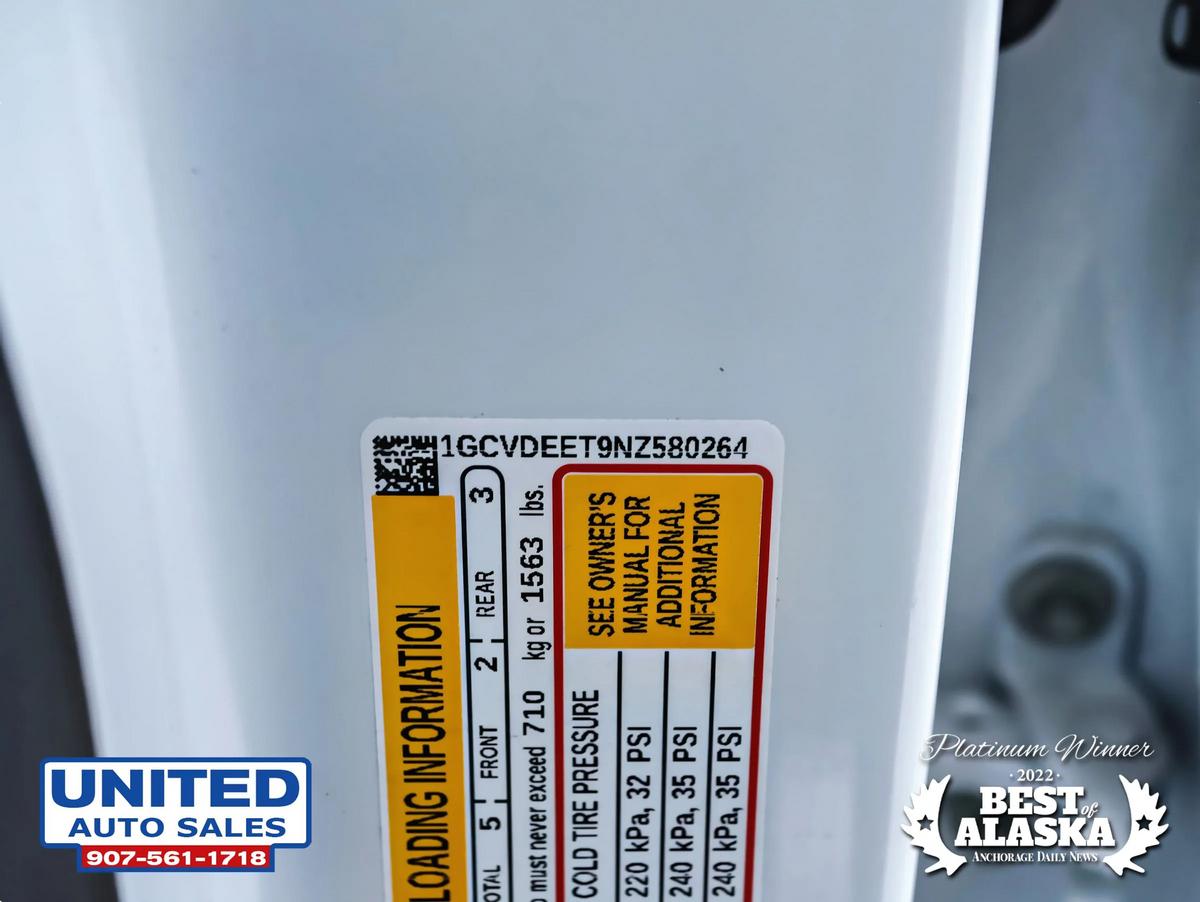 1GCVDEET9NZ580264
LOADING INFORMATION
OTAL 5 FRONT 2 REAR 3
must never exceed 710 kg or 1563 lbs.
COLD TIRE PRESSURE
220 kPa, 32 PSI
240 kPa, 35 PSI
240 kPa, 35 PSI
SEE OWNER'S
MANUAL FOR
ADDITIONAL
INFORMATION
UNITED
AUTO SALES
907-561-1718
Platinum Winner
·2022·
BEST of
ALASKA
ANCHORAGE DAILY NEWS